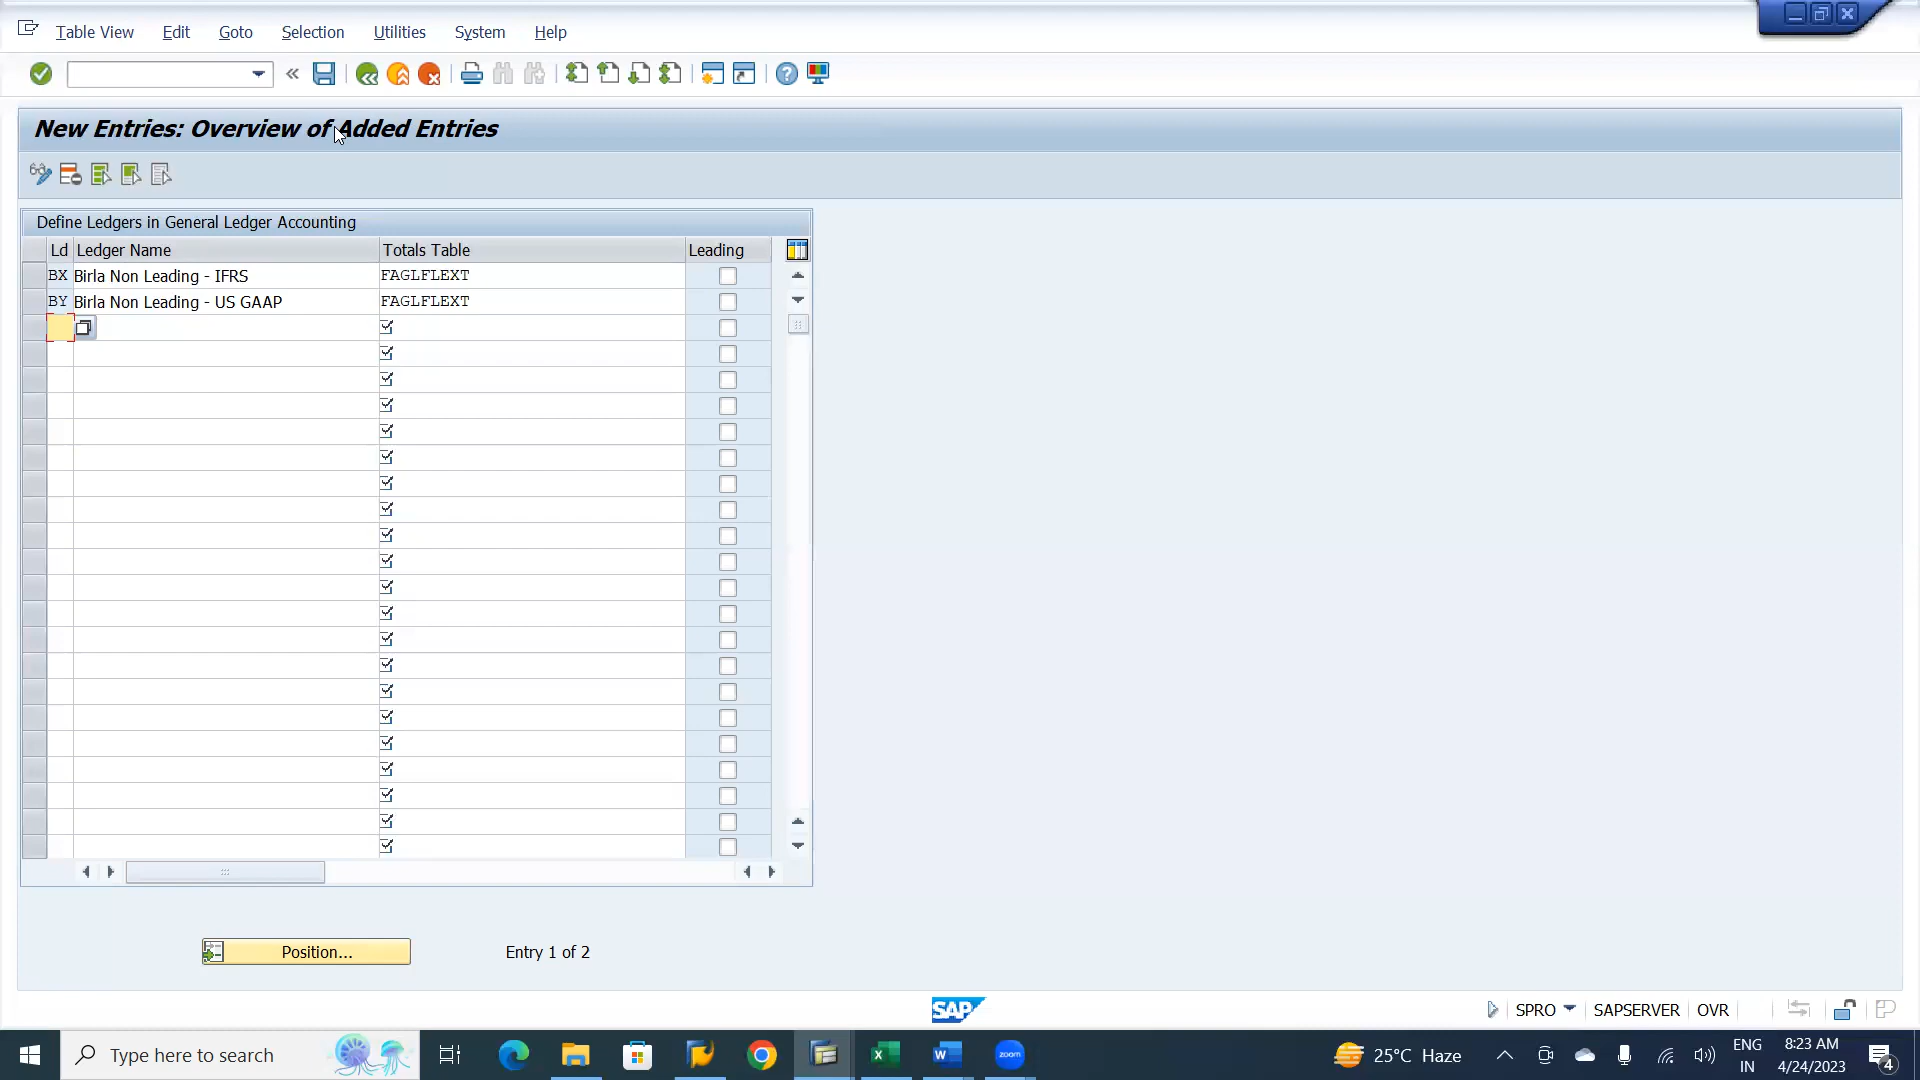 Table View Edit Goto Selection Utilities System Help
New Entries: Overview of Added Entries
Define Ledgers in General Ledger Accounting
Ld Ledger Name Totals Table Leading
BX Birla Non Leading - IFRS FAGLFLEXT
BY Birla Non Leading - US GAAP FAGLFLEXT
Position... Entry 1 of 2
SAP SPRO SAPSERVER OVR
Type here to search zoom 25°C Haze ENG IN 8:23 AM 4/24/2023 4